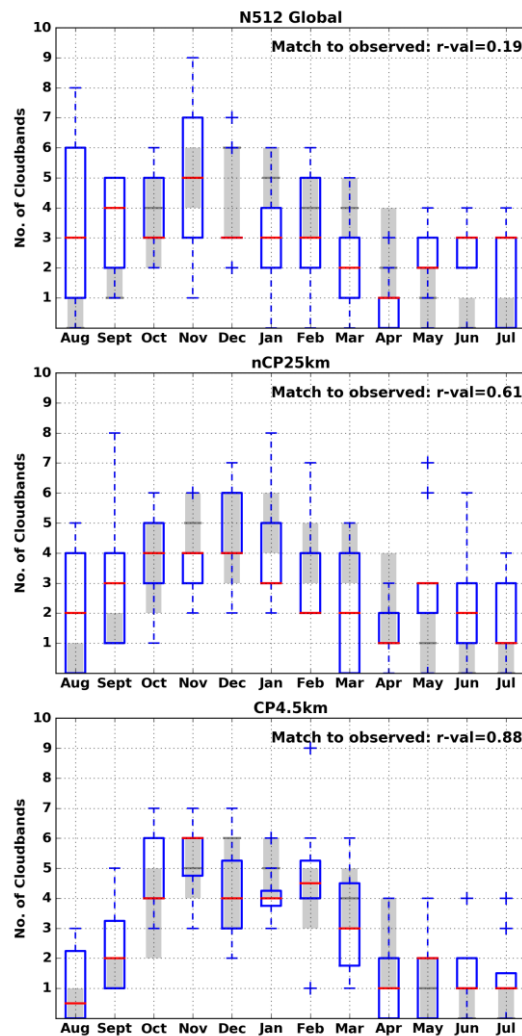 N512 Global
Match to observed: r-val=0.19
No. of Cloudbands
10
9
8
7
6
5
4
3
2
1
Aug Sept Oct Nov Dec Jan Feb Mar Apr May Jun Jul
nCP25km
Match to observed: r-val=0.61
No. of Cloudbands
10
9
8
7
6
5
4
3
2
1
Aug Sept Oct Nov Dec Jan Feb Mar Apr May Jun Jul
CP4.5km
Match to observed: r-val=0.88
No. of Cloudbands
10
9
8
7
6
5
4
3
2
1
Aug Sept Oct Nov Dec Jan Feb Mar Apr May Jun Jul